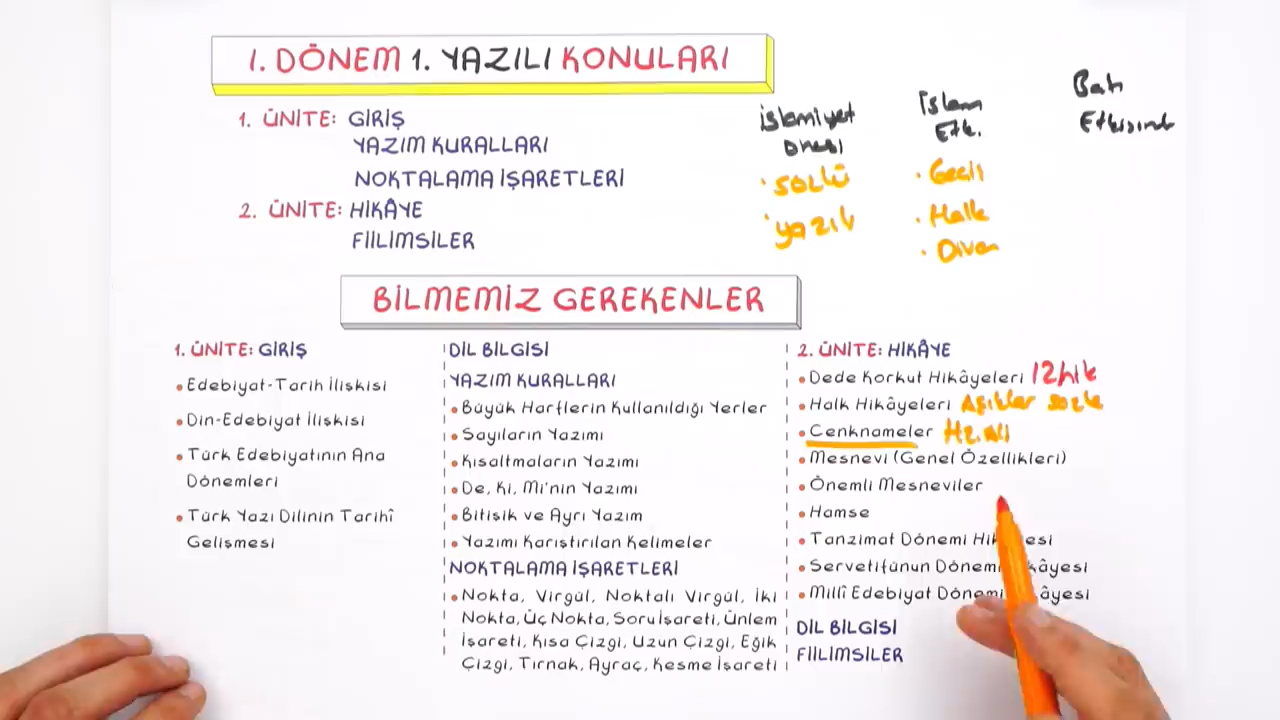 1. DÖNEM 1. YAZILI KONULARI
1. ÜNİTE: GİRİŞ
YAZIM KURALLARI
NOKTALAMA İŞARETLERİ
2. ÜNİTE: HİKÂYE
FİİLİMSİLER
İslamiyet
Öncesi
• SÖZLÜ
• yazılı
İslam
Etk.
• Geçiş
• Halk
• Divan
Batı
Etkisinde
BİLMEMİZ GEREKENLER
1. ÜNİTE: GİRİŞ
• Edebiyat-Tarih İlişkisi
• Din-Edebiyat İlişkisi
• Türk Edebiyatının Ana
Dönemleri
• Türk Yazı Dilinin Tarihî
Gelişmesi
DİL BİLGİSİ
YAZIM KURALLARI
• Büyük Harflerin Kullanıldığı Yerler
• Sayıların Yazımı
• Kısaltmaların Yazımı
• De, Ki, Mi'nin Yazımı
• Bitişik ve Ayrı Yazım
• Yazımı Karıştırılan Kelimeler
NOKTALAMA İŞARETLERİ
• Nokta, Virgül, Noktalı Virgül, İki
Nokta, Üç Nokta, Soru İşareti, Ünlem
İşareti, Kısa Çizgi, Uzun Çizgi, Eğik
Çizgi, Tırnak, Ayraç, Kesme İşareti
2. ÜNİTE: HİKÂYE
• Dede Korkut Hikâyeleri 12 hik
• Halk Hikâyeleri Aşıklar sözle
• Cenknameler Hz. Ali
• Mesnevi (Genel Özellikleri)
• Önemli Mesneviler
• Hamse
• Tanzimat Dönemi
• Servetifünun Dönemi
• Millî Edebiyat Dönemi
DİL BİLGİSİ
FİİLİMSİLER